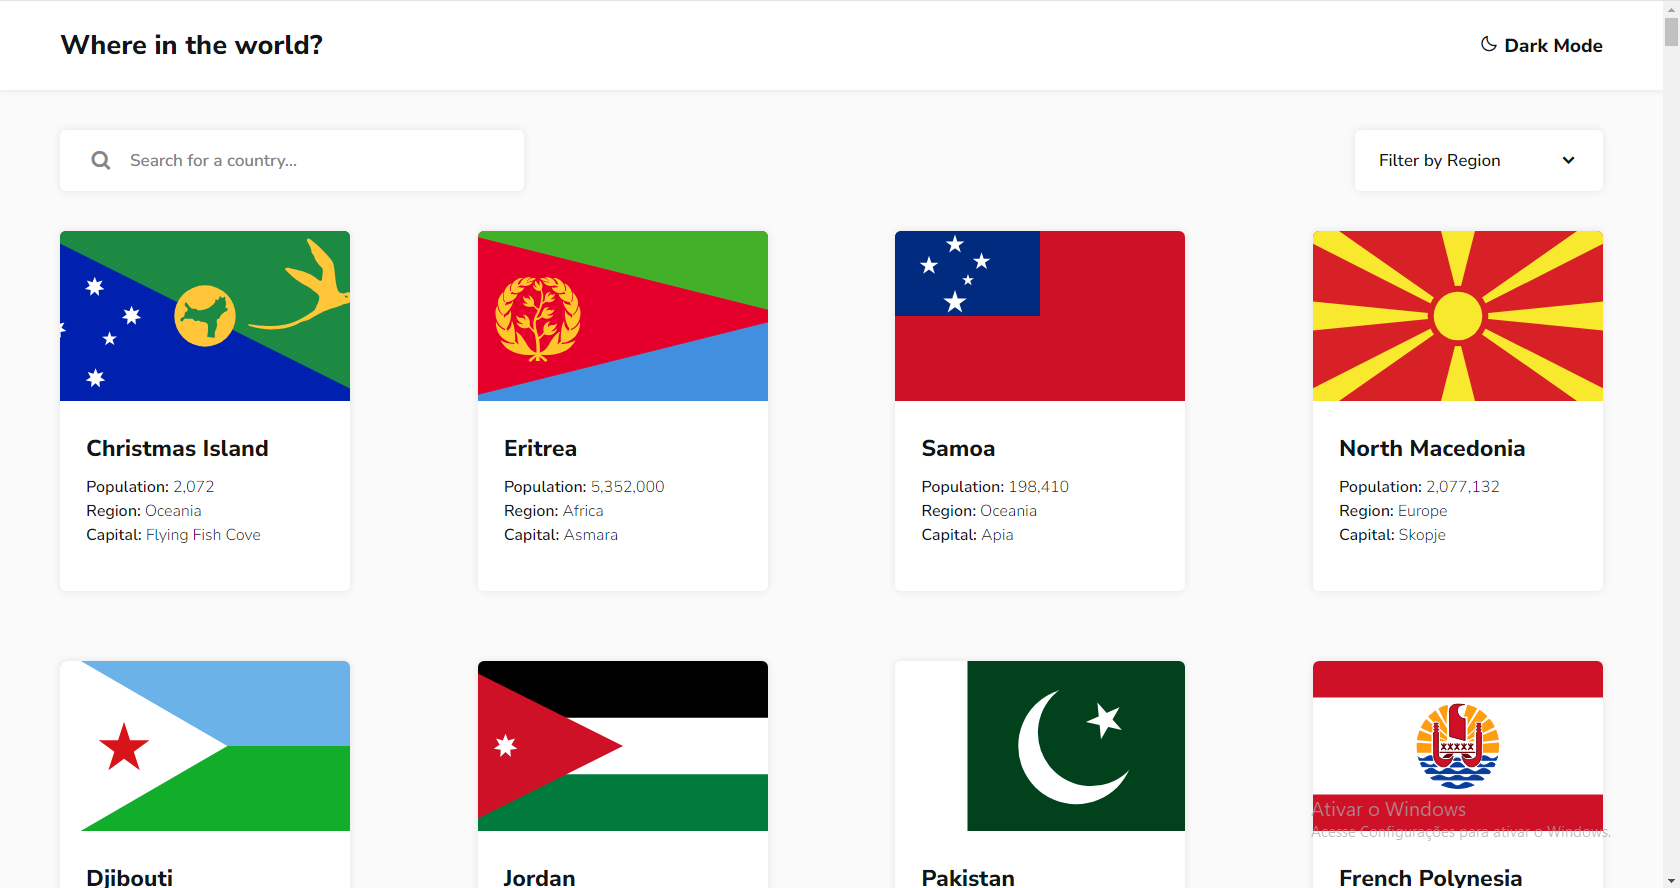 Where in the world?
Dark Mode
Search for a country...
Filter by Region
Christmas Island
Population: 2,072
Region: Oceania
Capital: Flying Fish Cove
Eritrea
Population: 5,352,000
Region: Africa
Capital: Asmara
Samoa
Population: 198,410
Region: Oceania
Capital: Apia
North Macedonia
Population: 2,077,132
Region: Europe
Capital: Skopje
Djibouti
Jordan
Pakistan
French Polynesia
Ativar o Windows
Acesse Configurações para ativar o Windows.